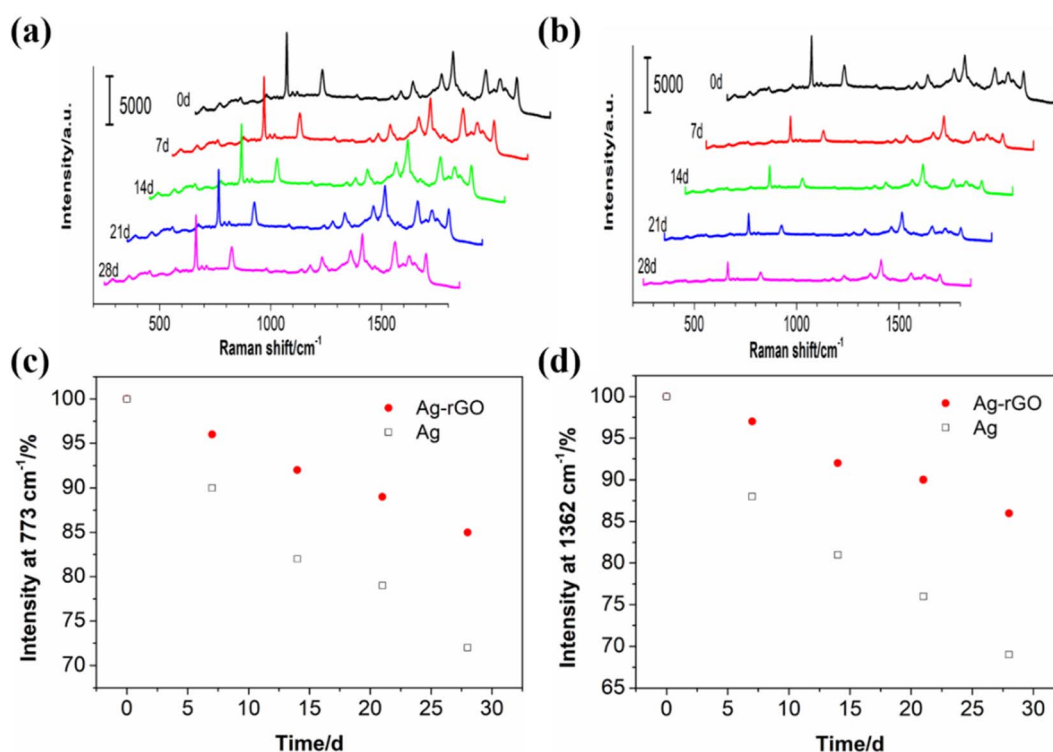 (a)
5000
0d
7d
14d
21d
28d
Intensity/a.u.
500 1000 1500
Raman shift/cm-1
(b)
5000
0d
7d
14d
21d
28d
Intensity/a.u.
500 1000 1500
Raman shift/cm-1
(c)
Ag-rGO
Ag
100
95
90
85
80
75
70
Intensity at 773 cm-1/%
0 5 10 15 20 25 30
Time/d
(d)
Ag-rGO
Ag
100
95
90
85
80
75
70
65
Intensity at 1362 cm-1/%
0 5 10 15 20 25 30
Time/d